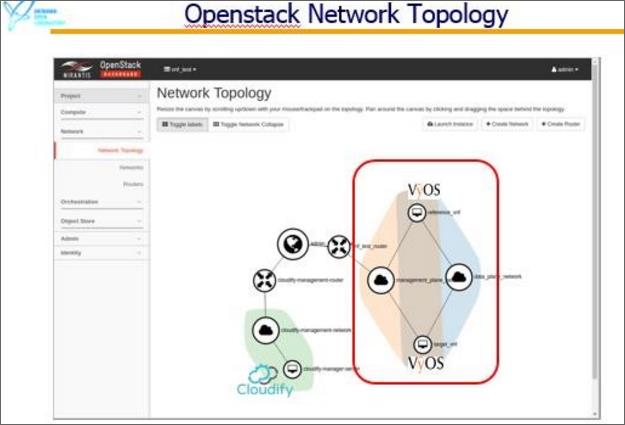 Openstack Network Topology
MIRANTIS
OpenStack
DASHBOARD
vnf_test
admin
Project
Compute
Network
Network Topology
Networks
Routers
Orchestration
Object Store
Admin
Identity
Network Topology
Resize the canvas by scrolling up/down with your mouse/trackpad on the topology. Pan around the canvas by clicking and dragging the space behind the topology.
Toggle labels
Toggle Network Collapse
Launch Instance
+ Create Network
+ Create Router
VyOS
reference_vnf
admin
vnf_test_router
cloudify-management-router
management_plane
data_plane_network
cloudify-management-network
target_vnf
VyOS
cloudify-manager-server
Cloudify